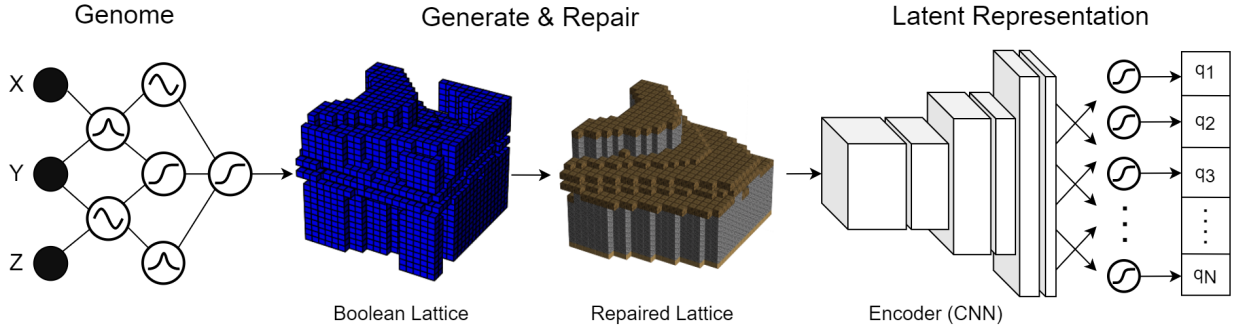 Genome
Generate & Repair
Latent Representation
X
Y
Z
q1
q2
q3
qN
Boolean Lattice
Repaired Lattice
Encoder (CNN)